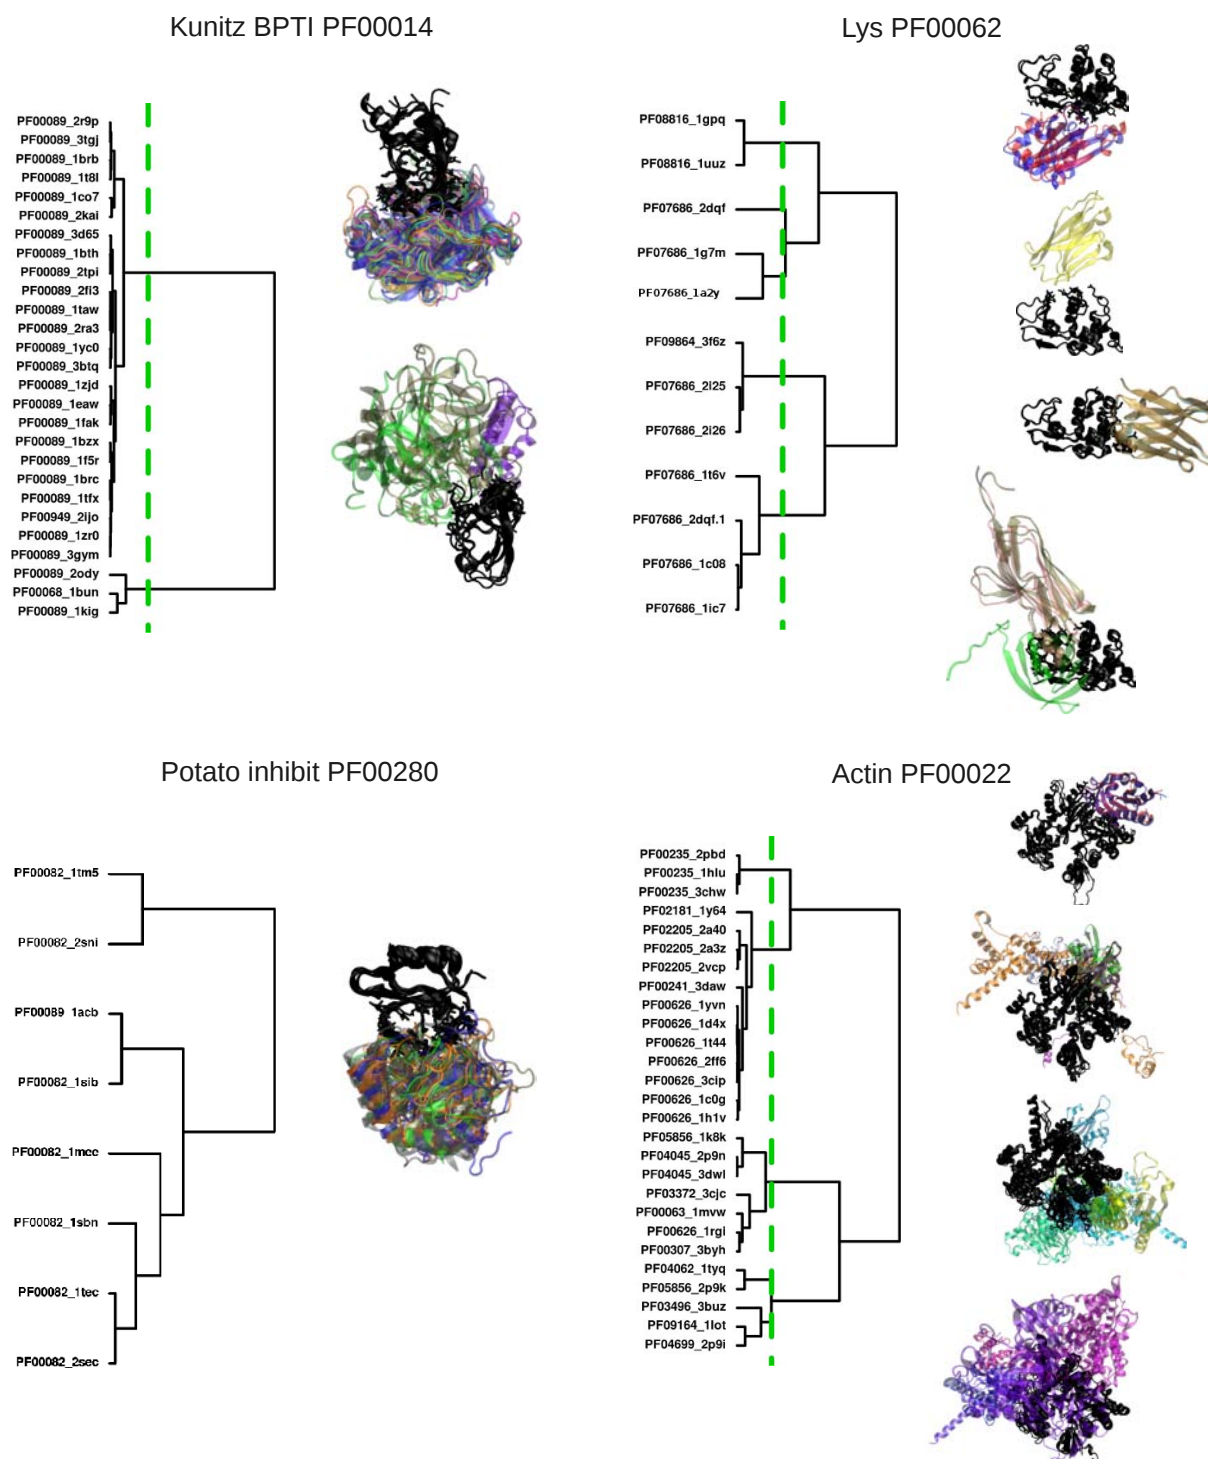 Kunitz BPTI PF00014
PF00089_2r9p
PF00089_3tgj
PF00089_1brb
PF00089_1t8l
PF00089_1co7
PF00089_2kai
PF00089_3d65
PF00089_1bth
PF00089_2tpi
PF00089_2fi3
PF00089_1taw
PF00089_2ra3
PF00089_1yc0
PF00089_3btq
PF00089_1zjd
PF00089_1eaw
PF00089_1fak
PF00089_1bzx
PF00089_1f5r
PF00089_1brc
PF00089_1tfx
PF00949_2ijo
PF00089_1zr0
PF00089_3gym
PF00089_2ody
PF00068_1bun
PF00089_1kig
Lys PF00062
PF08816_1gpq
PF08816_1uuz
PF07686_2dqf
PF07686_1g7m
PF07686_1a2y
PF09864_3f6z
PF07686_2i25
PF07686_2i26
PF07686_1t6v
PF07686_2dqf.1
PF07686_1c08
PF07686_1ic7
Potato inhibit PF00280
PF00082_1tm5
PF00082_2sni
PF00089_1acb
PF00082_1sib
PF00082_1mee
PF00082_1sbn
PF00082_1tec
PF00082_2sec
Actin PF00022
PF00235_2pbd
PF00235_1hlu
PF00235_3chw
PF02181_1y64
PF02205_2a40
PF02205_2a3z
PF02205_2vcp
PF00241_3daw
PF00626_1yvn
PF00626_1d4x
PF00626_1t44
PF00626_2ff6
PF00626_3cip
PF00626_1c0g
PF00626_1h1v
PF05856_1k8k
PF04045_2p9n
PF04045_3dwl
PF03372_3cjc
PF00063_1mvw
PF00626_1rgi
PF00307_3byh
PF04062_1tyq
PF05856_2p9k
PF03496_3buz
PF09164_1lot
PF04699_2p9i